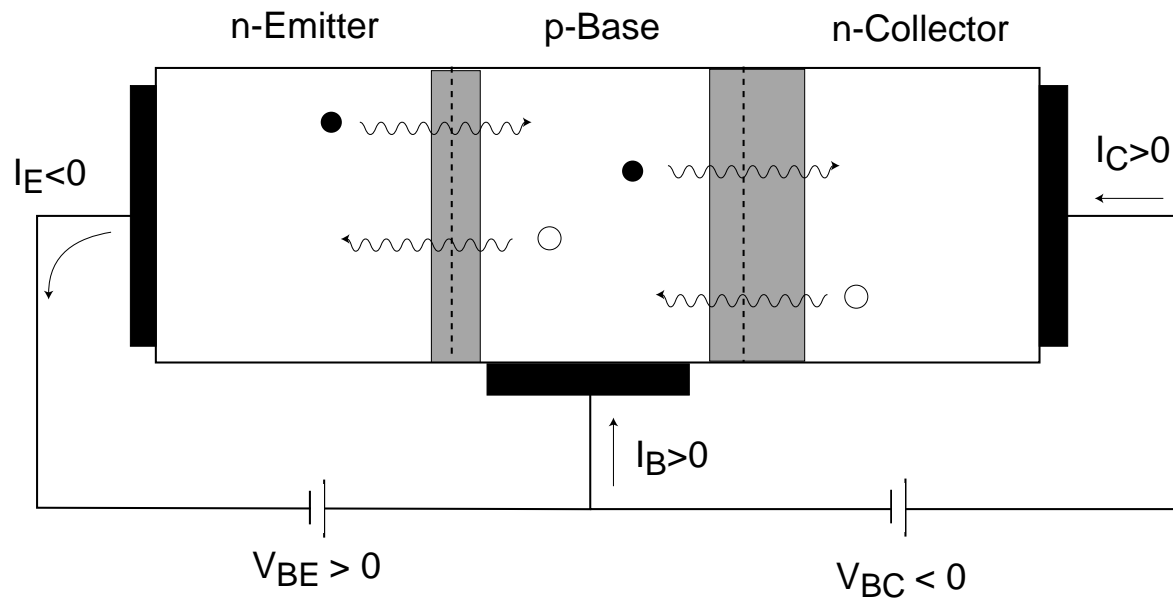 n-Emitter p-Base n-Collector
I_E<0
I_C>0
I_B>0
V_BE > 0
V_BC < 0